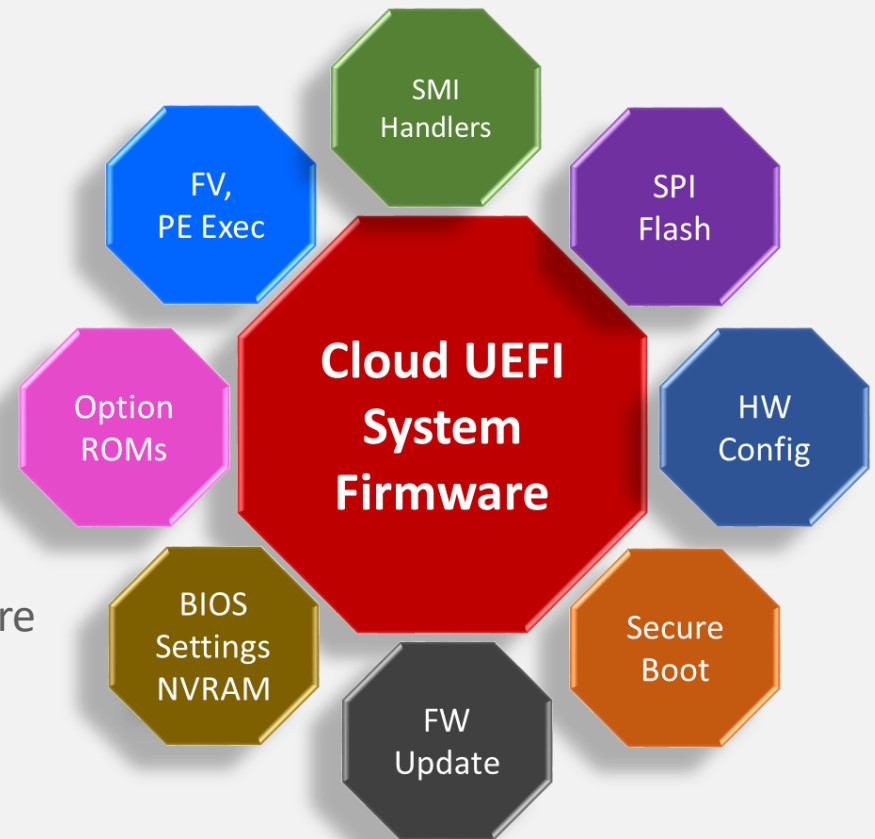 SMI
Handlers
FV,
PE Exec
SPI
Flash
Cloud UEFI
System
Firmware
Option
ROMs
HW
Config
BIOS
Settings
NVRAM
re
Secure
Boot
FW
Update